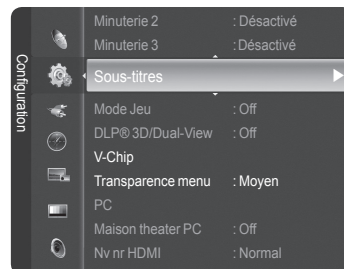 Configuration
Minuterie 2 : Désactivé
Minuterie 3 : Désactivé
Sous-titres
Mode Jeu : Off
DLP® 3D/Dual-View : Off
V-Chip
Transparence menu : Moyen
PC
Maison theater PC : Off
Nv nr HDMI : Normal